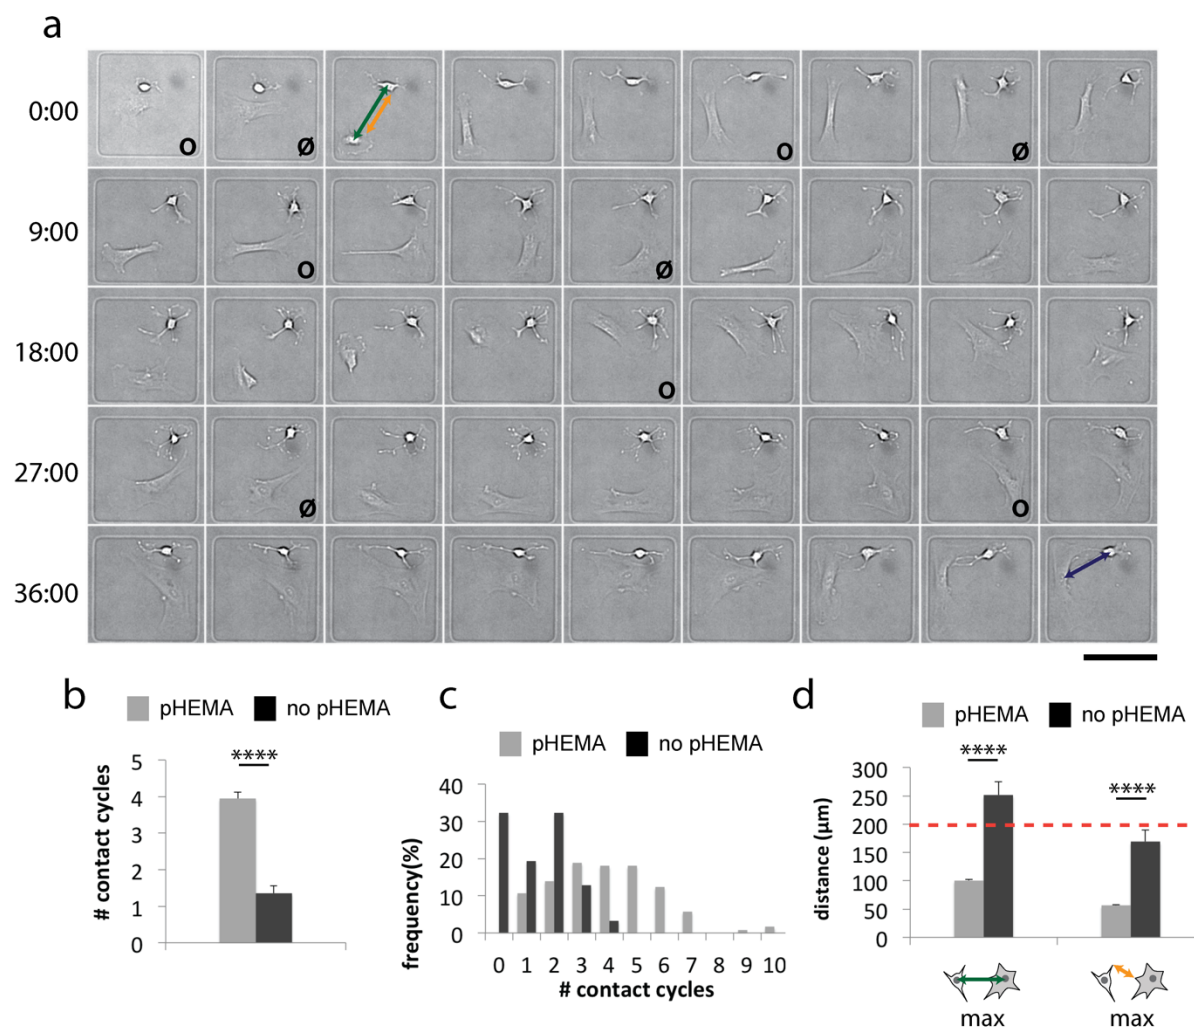 a
0:00
O Ø O Ø
9:00
O Ø
18:00
O
27:00
Ø O
36:00
b
pHEMA no pHEMA
****
# contact cycles
5
4
3
2
1
0
c
pHEMA no pHEMA
frequency(%)
40
30
20
10
0
0 1 2 3 4 5 6 7 8 9 10
# contact cycles
d
pHEMA no pHEMA
****
****
distance (µm)
300
250
200
150
100
50
0
max max